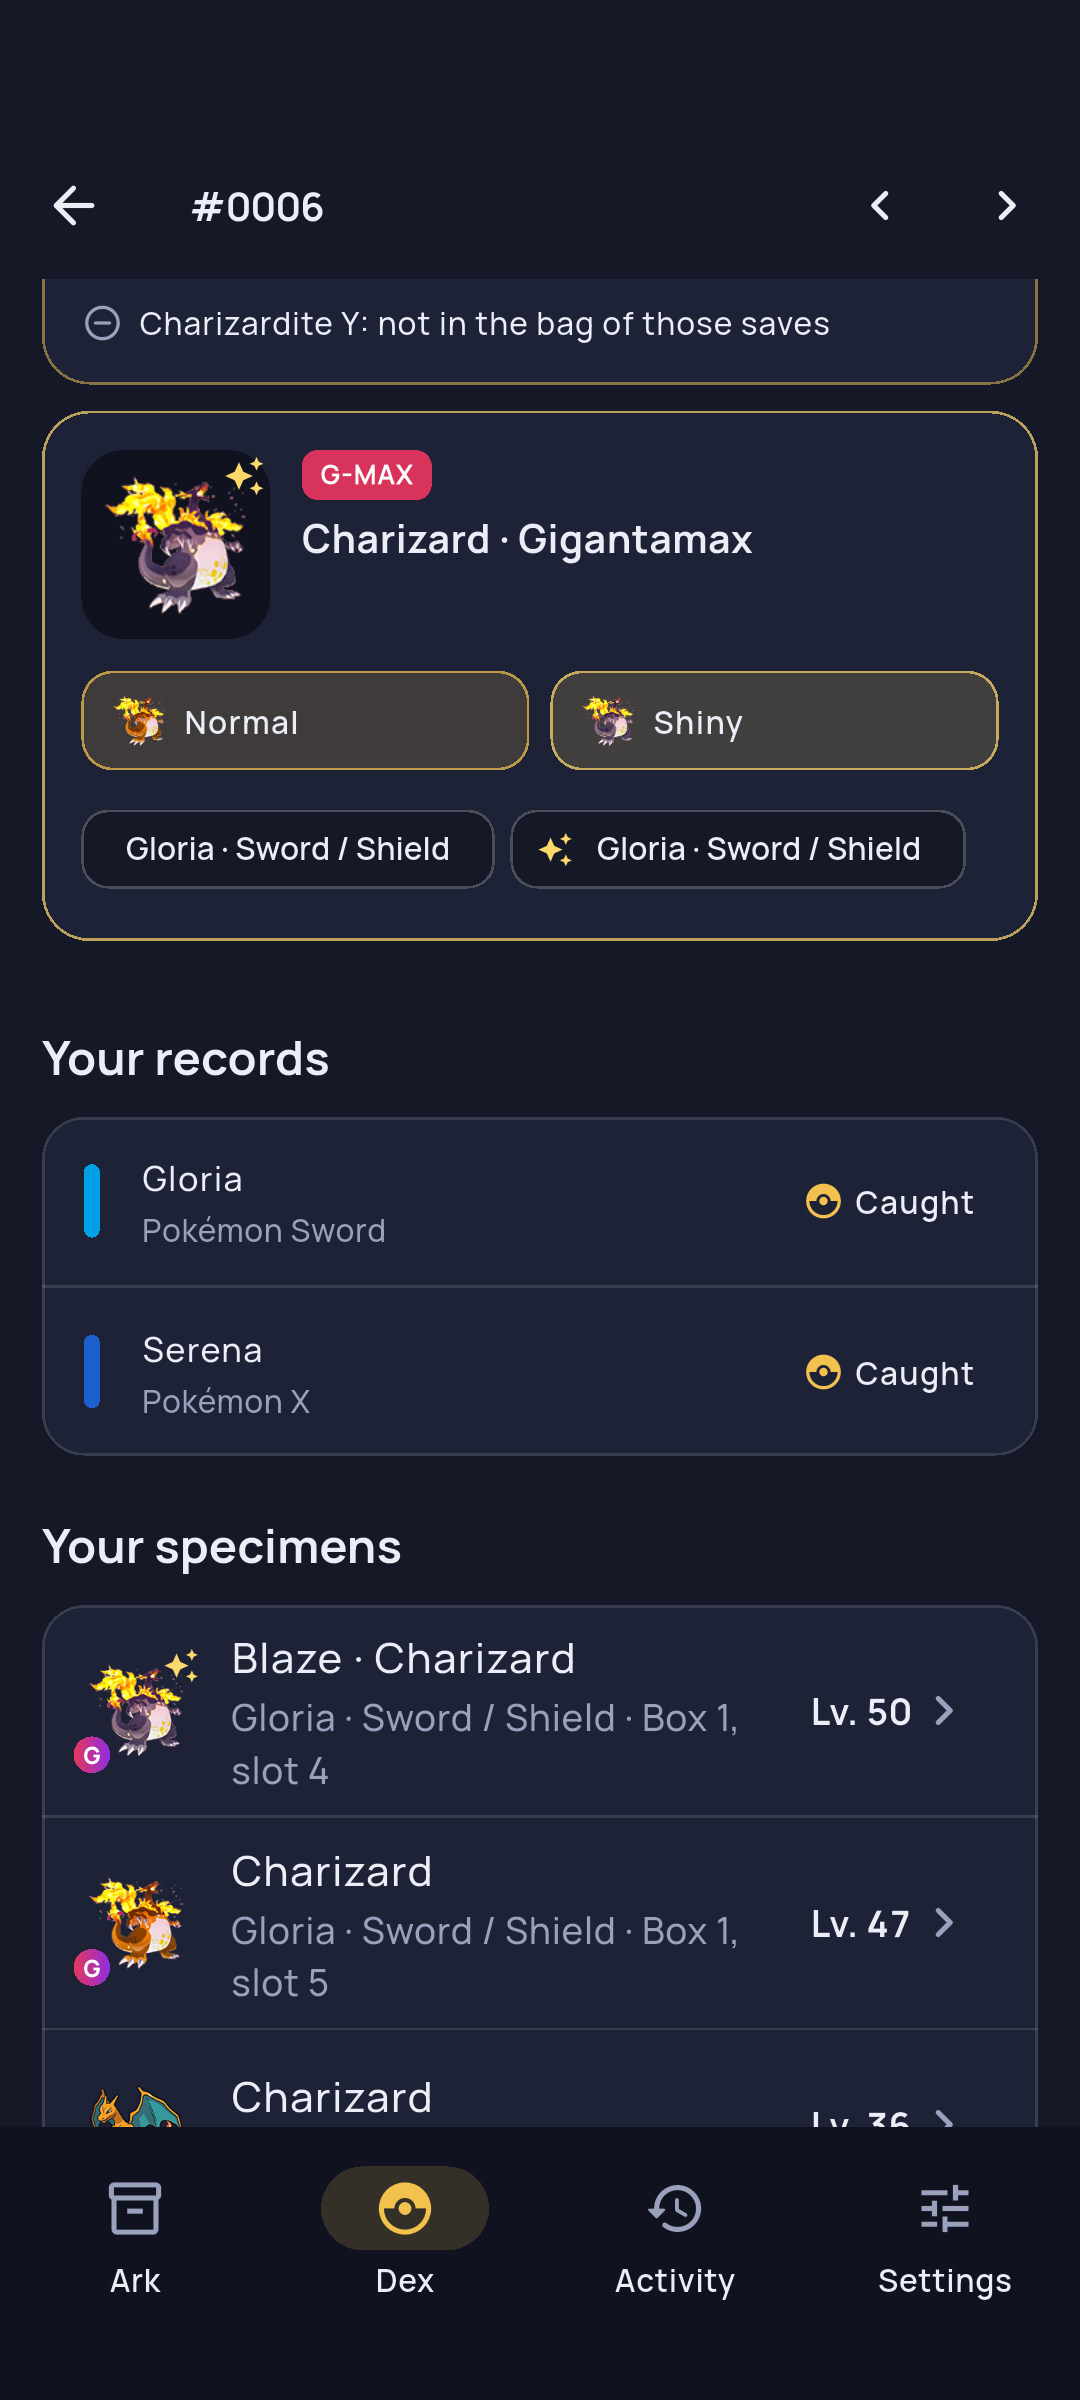 #0006
Charizardite Y: not in the bag of those saves
G-MAX
Charizard · Gigantamax
Normal
Shiny
Gloria · Sword / Shield
Gloria · Sword / Shield
Your records
Gloria
Pokémon Sword
Caught
Serena
Pokémon X
Caught
Your specimens
Blaze · Charizard
Gloria · Sword / Shield · Box 1,
slot 4
Lv. 50
G
Charizard
Gloria · Sword / Shield · Box 1,
slot 5
Lv. 47
G
Charizard
Lv. 36
Ark
Dex
Activity
Settings